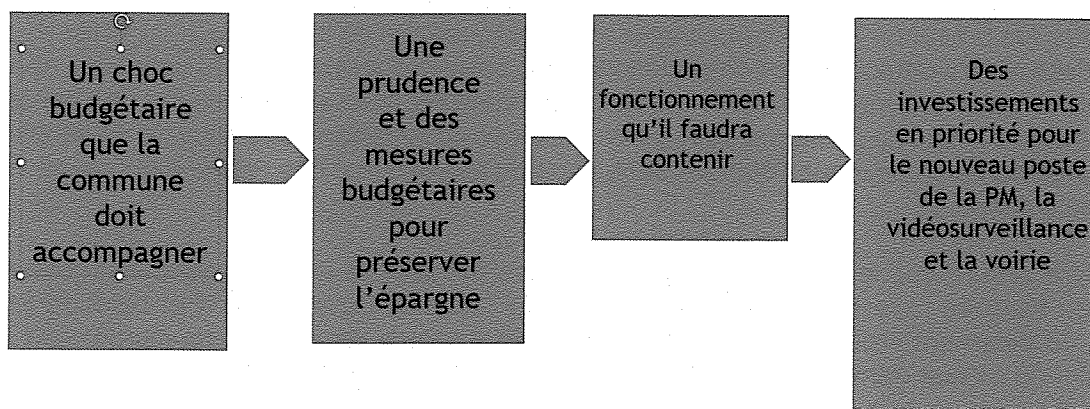 Un choc
budgétaire
que la
commune
doit
accompagner
Une
prudence
et des
mesures
budgétaires
pour
préserver
l'épargne
Un
fonctionnement
qu'il faudra
contenir
Des
investissements
en priorité pour
le nouveau poste
de la PM, la
vidéosurveillance
et la voirie